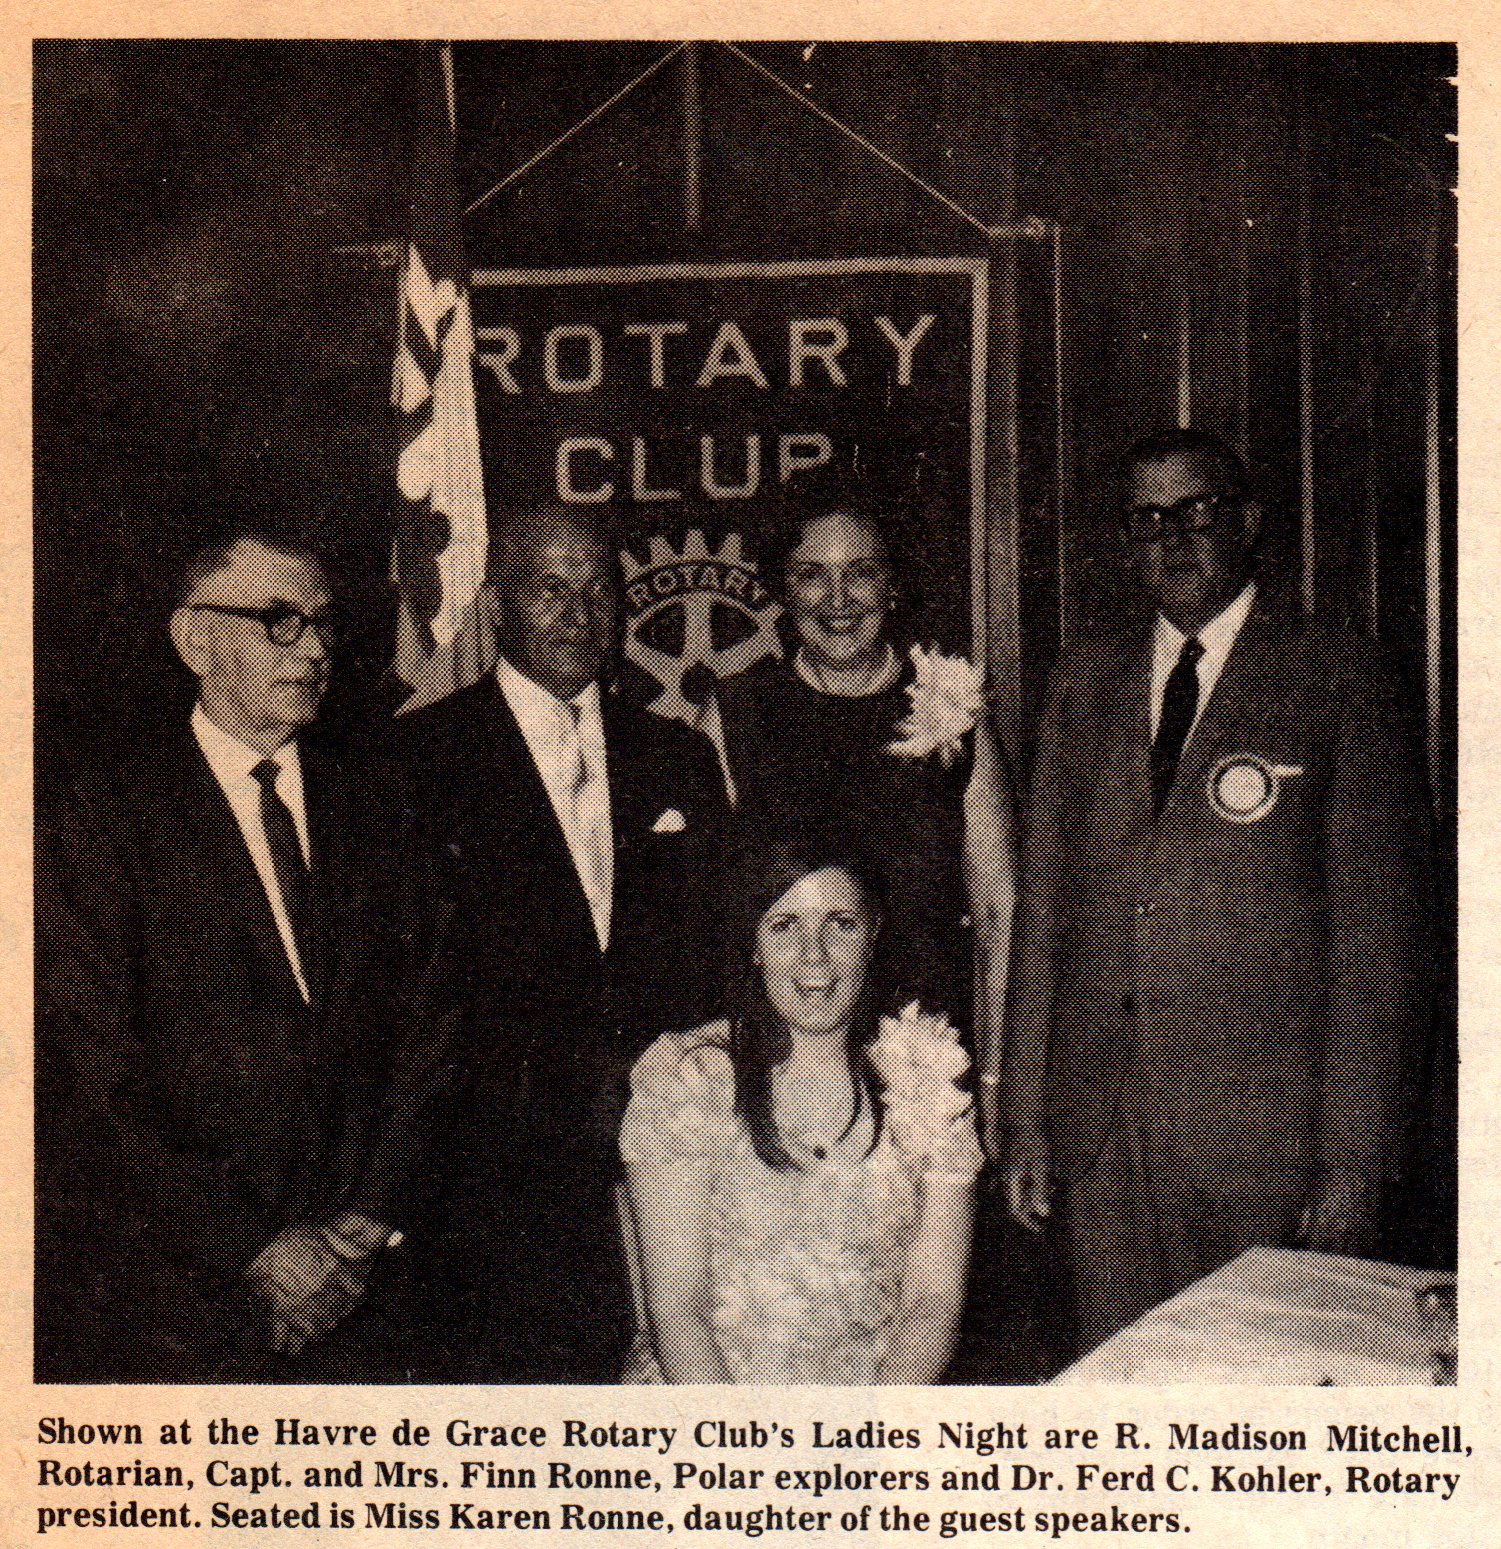 ROTARY
CLUB
ROTARY
Shown at the Havre de Grace Rotary Club's Ladies Night are R. Madison Mitchell,
Rotarian, Capt. and Mrs. Finn Ronne, Polar explorers and Dr. Ferd C. Kohler, Rotary
president. Seated is Miss Karen Ronne, daughter of the guest speakers.